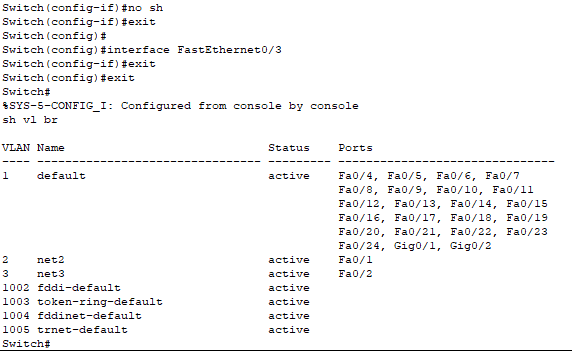 Switch(config-if)#no sh
Switch(config-if)#exit
Switch(config)#
Switch(config)#interface FastEthernet0/3
Switch(config-if)#exit
Switch(config)#exit
Switch#
%SYS-5-CONFIG_I: Configured from console by console
sh vl br

VLAN Name                             Status    Ports
---- -------------------------------- --------- -------------------------------
1    default                          active    Fa0/4, Fa0/5, Fa0/6, Fa0/7
                                                Fa0/8, Fa0/9, Fa0/10, Fa0/11
                                                Fa0/12, Fa0/13, Fa0/14, Fa0/15
                                                Fa0/16, Fa0/17, Fa0/18, Fa0/19
                                                Fa0/20, Fa0/21, Fa0/22, Fa0/23
                                                Fa0/24, Gig0/1, Gig0/2
2    net2                             active    Fa0/1
3    net3                             active    Fa0/2
1002 fddi-default                     active
1003 token-ring-default               active
1004 fddinet-default                  active
1005 trnet-default                    active
Switch#